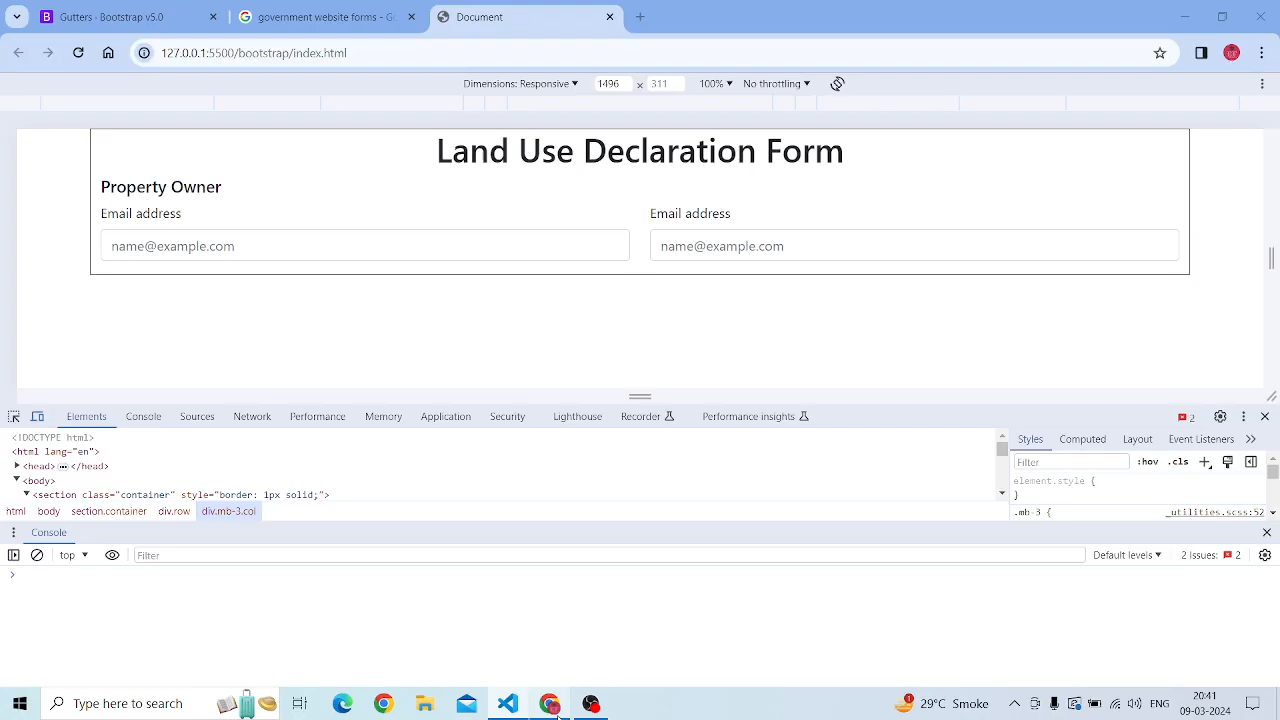 Gutters - Bootstrap v5.0
government website forms - Go
Document
127.0.0.1:5500/bootstrap/index.html
Dimensions: Responsive
1496 × 311
100%
No throttling
Land Use Declaration Form
Property Owner
Email address
Email address
name@example.com
name@example.com
Elements
Console
Sources
Network
Performance
Memory
Application
Security
Lighthouse
Recorder
Performance insights
2
<!DOCTYPE html>
<html lang="en">
<head>…</head>
<body>
<section class="container" style="border: 1px solid;">
html body section.container div.row div.mb-3.col
Styles
Computed
Layout
Event Listeners
Filter
:hov .cls
element.style {
}
.mb-3 {
_utilities.scss:52
Console
top
Filter
Default levels
2 Issues: 2
>
Type here to search
29°C Smoke
ENG
20:41
09-03-2024